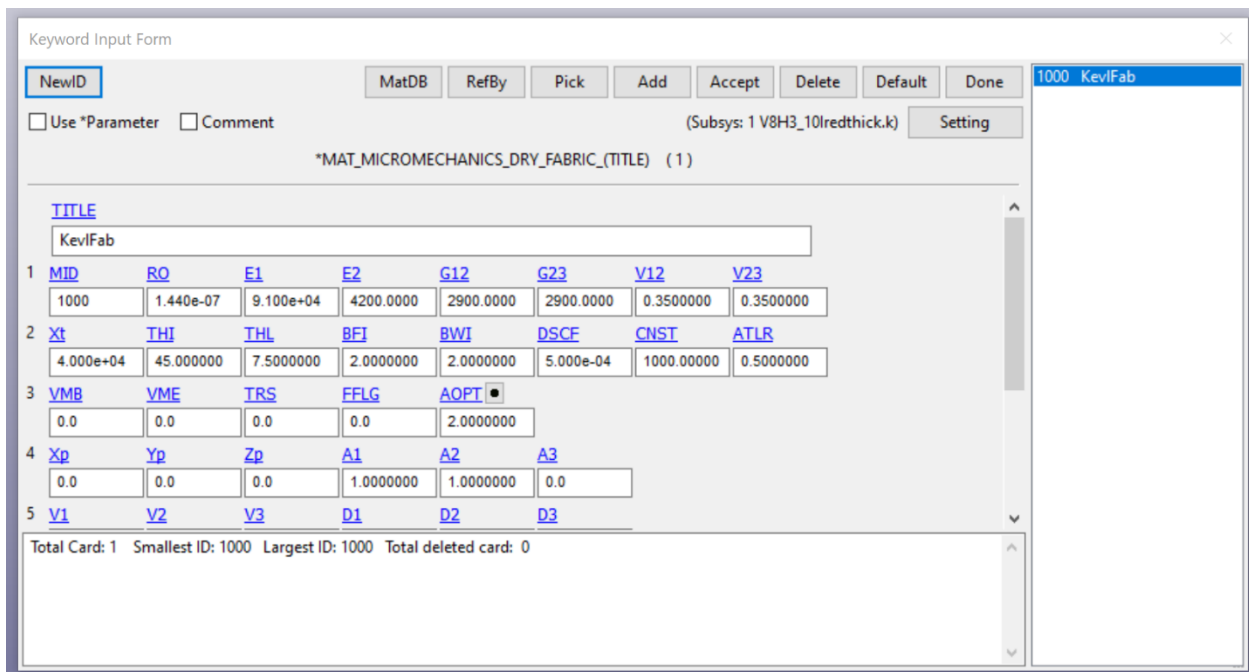 Keyword Input Form
NewID MatDB RefBy Pick Add Accept Delete Default Done
1000 KevlFab
Use *Parameter Comment (Subsys: 1 V8H3_10lredthick.k) Setting
*MAT_MICROMECHANICS_DRY_FABRIC_(TITLE) (1)
TITLE
KevlFab
1 MID RO E1 E2 G12 G23 V12 V23
1000 1.440e-07 9.100e+04 4200.0000 2900.0000 2900.0000 0.3500000 0.3500000
2 Xt THI THL BFI BWI DSCF CNST ATLR
4.000e+04 45.000000 7.5000000 2.0000000 2.0000000 5.000e-04 1000.00000 0.5000000
3 VMB VME TRS FFLG AOPT
0.0 0.0 0.0 0.0 2.0000000
4 Xp Yp Zp A1 A2 A3
0.0 0.0 0.0 1.0000000 1.0000000 0.0
5 V1 V2 V3 D1 D2 D3
Total Card: 1 Smallest ID: 1000 Largest ID: 1000 Total deleted card: 0